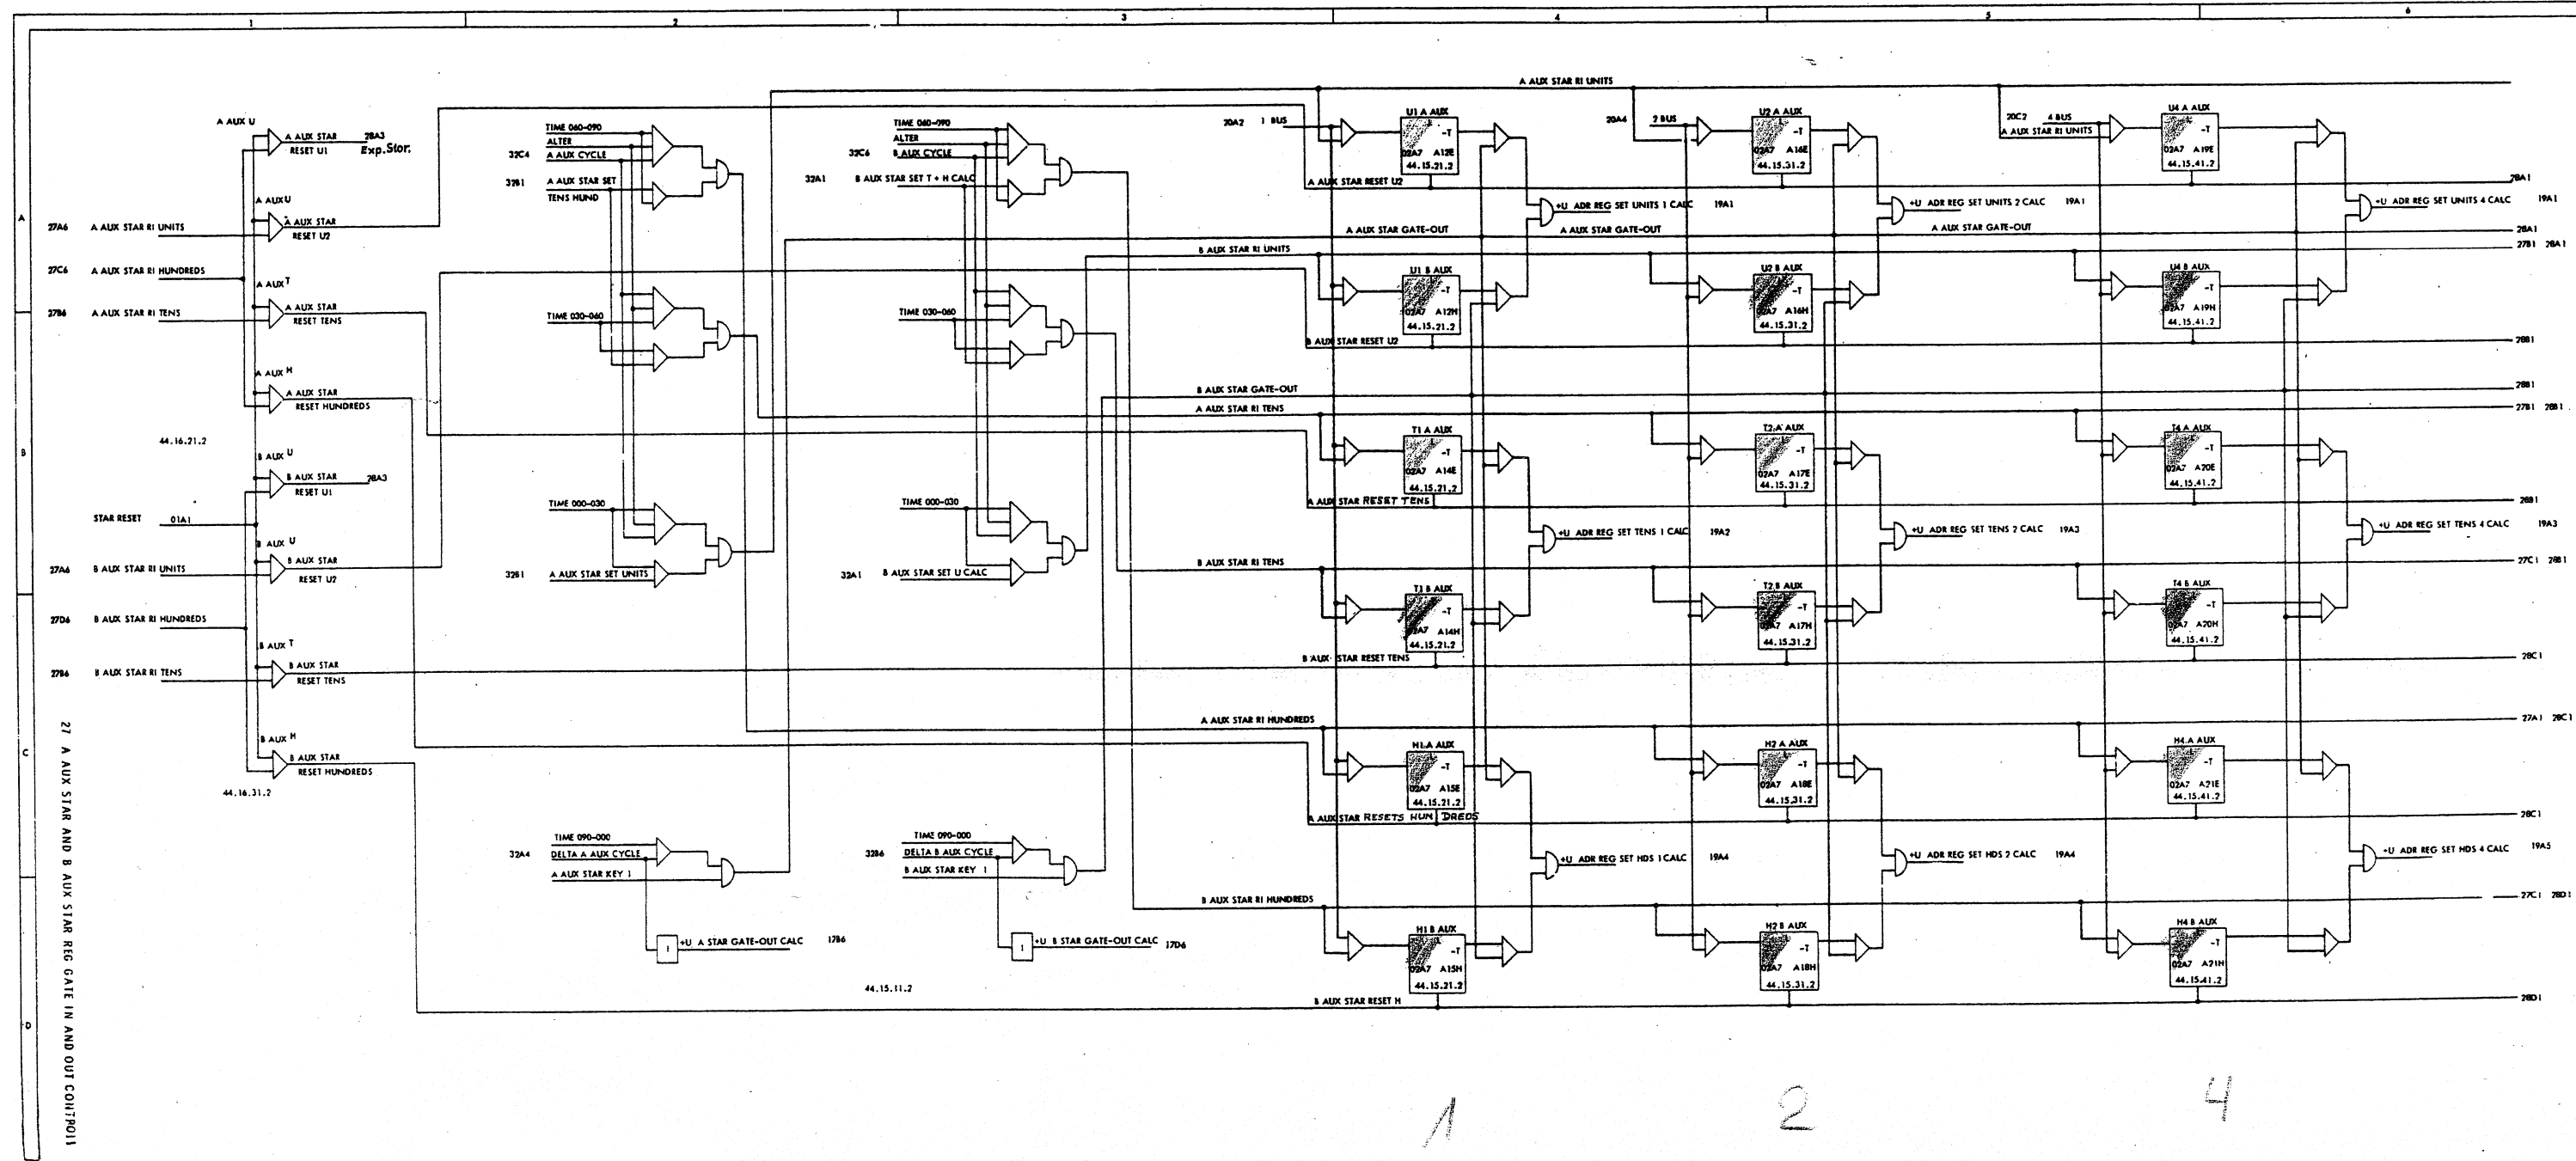 1 2 3 4 5 6
A AUX STAR RI UNITS
A AUX U
A AUX STAR 28A3
RESET U1 Exp.Stor.
A AUX U
27A6 A AUX STAR RI UNITS
A AUX STAR
RESET U2
27C6 A AUX STAR RI HUNDREDS
A AUX T
27B6 A AUX STAR RI TENS
A AUX STAR
RESET TENS
A AUX H
A AUX STAR
RESET HUNDREDS
44.16.21.2
B AUX U
B AUX STAR 28A3
RESET U1
STAR RESET 01A1
B AUX U
27A6 B AUX STAR RI UNITS
B AUX STAR
RESET U2
27D6 B AUX STAR RI HUNDREDS
B AUX T
27B6 B AUX STAR RI TENS
B AUX STAR
RESET TENS
B AUX H
B AUX STAR
RESET HUNDREDS
44.16.31.2
TIME 060-090
ALTER
32C4 A AUX CYCLE
32B1 A AUX STAR SET
TENS HUND
TIME 030-060
TIME 000-030
32B1 A AUX STAR SET UNITS
TIME 090-000
32A4 DELTA A AUX CYCLE
A AUX STAR KEY 1
1 +U A STAR GATE-OUT CALC 17B6
TIME 060-090
ALTER
32C6 B AUX CYCLE
32A1 B AUX STAR SET T + H CALC
TIME 030-060
TIME 000-030
32A1 B AUX STAR SET U CALC
TIME 090-000
32B6 DELTA B AUX CYCLE
B AUX STAR KEY 1
1 +U B STAR GATE-OUT CALC 17D6
44.15.11.2
20A2 1 BUS
U1 A AUX
-T
02A7 A12E
44.15.21.2
A AUX STAR RESET U2
+U ADR REG SET UNITS 1 CALC 19A1
A AUX STAR GATE-OUT
B AUX STAR RI UNITS
U1 B AUX
-T
02A7 A12H
44.15.21.2
B AUX STAR RESET U2
B AUX STAR GATE-OUT
A AUX STAR RI TENS
T1 A AUX
-T
02A7 A14E
44.15.21.2
A AUX STAR RESET TENS
+U ADR REG SET TENS 1 CALC 19A2
B AUX STAR RI TENS
T1 B AUX
-T
02A7 A14H
44.15.21.2
B AUX STAR RESET TENS
A AUX STAR RI HUNDREDS
H1 A AUX
-T
02A7 A15E
44.15.21.2
A AUX STAR RESETS HUNDREDS
+U ADR REG SET HDS 1 CALC 19A4
B AUX STAR RI HUNDREDS
H1 B AUX
-T
02A7 A15H
44.15.21.2
B AUX STAR RESET H
20A4 2 BUS
U2 A AUX
-T
02A7 A16E
44.15.31.2
+U ADR REG SET UNITS 2 CALC 19A1
A AUX STAR GATE-OUT
U2 B AUX
-T
02A7 A16H
44.15.31.2
T2 A AUX
-T
02A7 A17E
44.15.31.2
+U ADR REG SET TENS 2 CALC 19A3
T2 B AUX
-T
02A7 A17H
44.15.31.2
H2 A AUX
-T
02A7 A18E
44.15.31.2
+U ADR REG SET HDS 2 CALC 19A4
H2 B AUX
-T
02A7 A18H
44.15.31.2
20C2 4 BUS
A AUX STAR RI UNITS
U4 A AUX
-T
02A7 A19E
44.15.41.2
28A1
+U ADR REG SET UNITS 4 CALC 19A1
A AUX STAR GATE-OUT
28A1
27B1 28A1
U4 B AUX
-T
02A7 A19H
44.15.41.2
28B1
28B1
27B1 28B1
T4 A AUX
-T
02A7 A20E
44.15.41.2
28B1
+U ADR REG SET TENS 4 CALC 19A3
27C1 28B1
T4 B AUX
-T
02A7 A20H
44.15.41.2
28C1
27A1 28C1
H4 A AUX
-T
02A7 A21E
44.15.41.2
28C1
+U ADR REG SET HDS 4 CALC 19A5
27C1 28D1
H4 B AUX
-T
02A7 A21H
44.15.41.2
28D1
A
B
C
D
27 A AUX STAR AND B AUX STAR REG GATE IN AND OUT CONTROLL
1 2 4